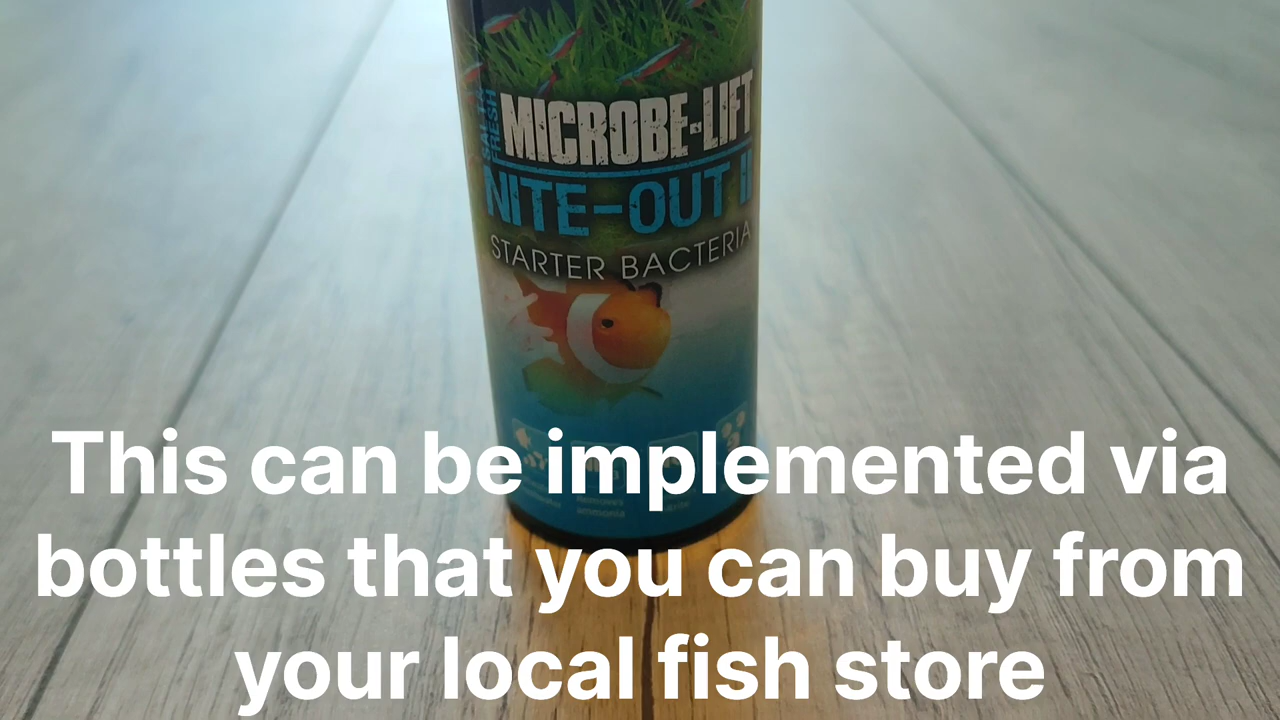 SALT &
FRESH
MICROBE-LIFT
NITE-OUT II
STARTER BACTERIA
ammonia
This can be implemented via
bottles that you can buy from
your local fish store